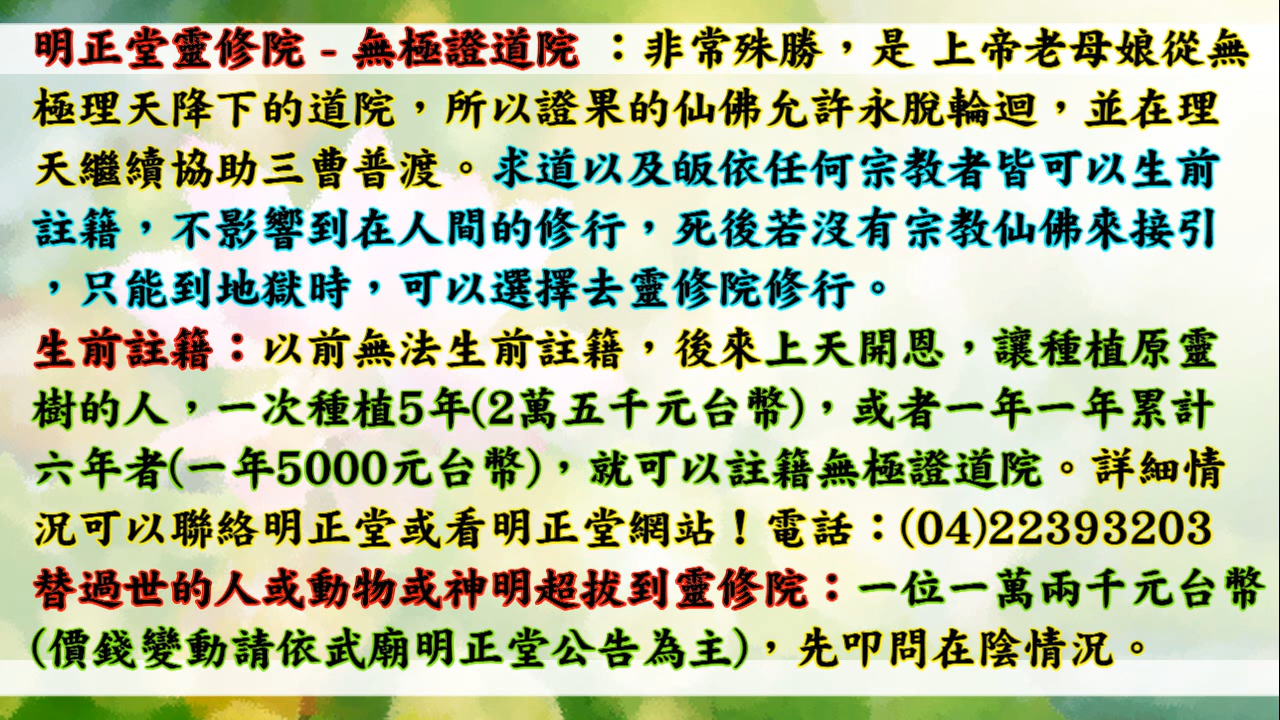 明正堂靈修院 - 無極證道院 ：非常殊勝，是 上帝老母娘從無
極理天降下的道院，所以證果的仙佛允許永脫輪迴，並在理
天繼續協助三曹普渡。求道以及皈依任何宗教者皆可以生前
註籍，不影響到在人間的修行，死後若沒有宗教仙佛來接引
，只能到地獄時，可以選擇去靈修院修行。
生前註籍：以前無法生前註籍，後來上天開恩，讓種植原靈
樹的人，一次種植5年(2萬五千元台幣)，或者一年一年累計
六年者(一年5000元台幣)，就可以註籍無極證道院。詳細情
況可以聯絡明正堂或看明正堂網站！電話：(04)22393203
替過世的人或動物或神明超拔到靈修院：一位一萬兩千元台幣
(價錢變動請依武廟明正堂公告為主)，先叩問在陰情況。